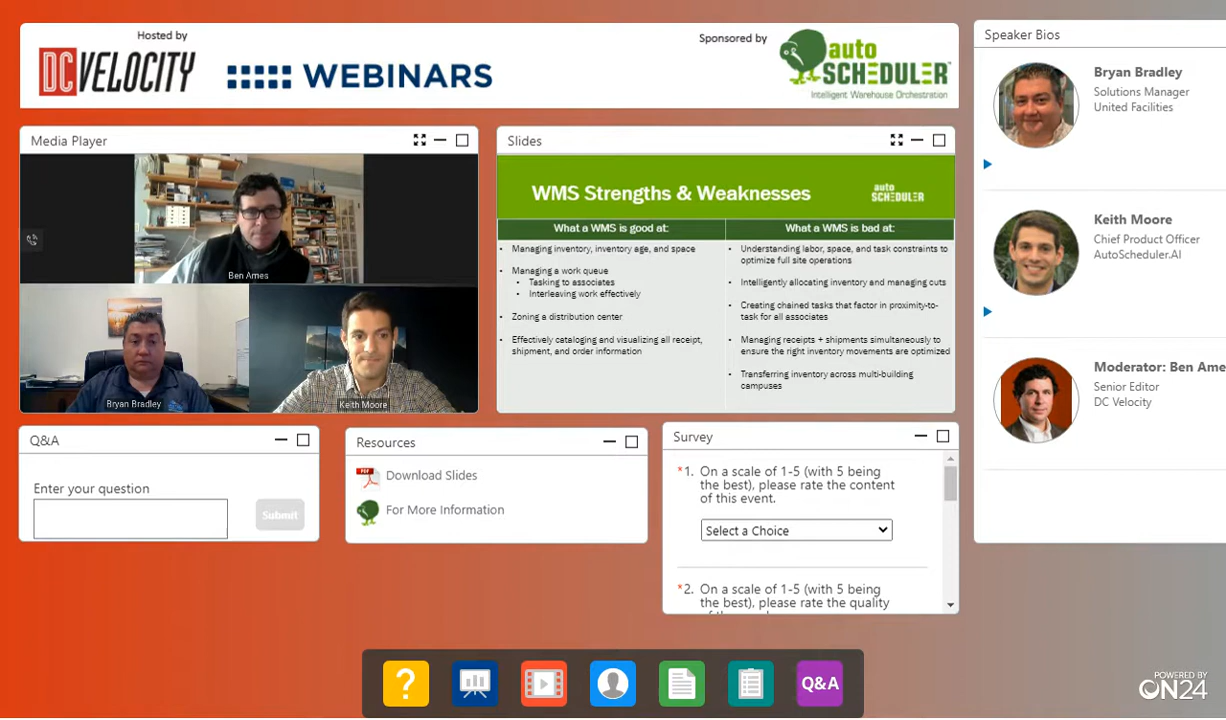 Hosted by
DCVELOCITY
WEBINARS
Sponsored by
auto
SCHEDULER™
Intelligent Warehouse Orchestration
Media Player
Ben Ames
Bryan Bradley
Keith Moore
Slides
WMS Strengths & Weaknesses
auto
SCHEDULER
What a WMS is good at:
• Managing inventory, inventory age, and space
• Managing a work queue
• Tasking to associates
• Interleaving work effectively
• Zoning a distribution center
• Effectively cataloging and visualizing all receipt,
shipment, and order information
What a WMS is bad at:
• Understanding labor, space, and task constraints to
optimize full site operations
• Intelligently allocating inventory and managing cuts
• Creating chained tasks that factor in proximity-to-
task for all associates
• Managing receipts + shipments simultaneously to
ensure the right inventory movements are optimized
• Transferring inventory across multi-building
campuses
Speaker Bios
Bryan Bradley
Solutions Manager
United Facilities
Keith Moore
Chief Product Officer
AutoScheduler.AI
Moderator: Ben Ame
Senior Editor
DC Velocity
Q&A
Enter your question
Submit
Resources
PDF
Download Slides
For More Information
Survey
*1. On a scale of 1-5 (with 5 being
the best), please rate the content
of this event.
Select a Choice
*2. On a scale of 1-5 (with 5 being
the best), please rate the quality
?
Q&A
POWERED BY
ON24